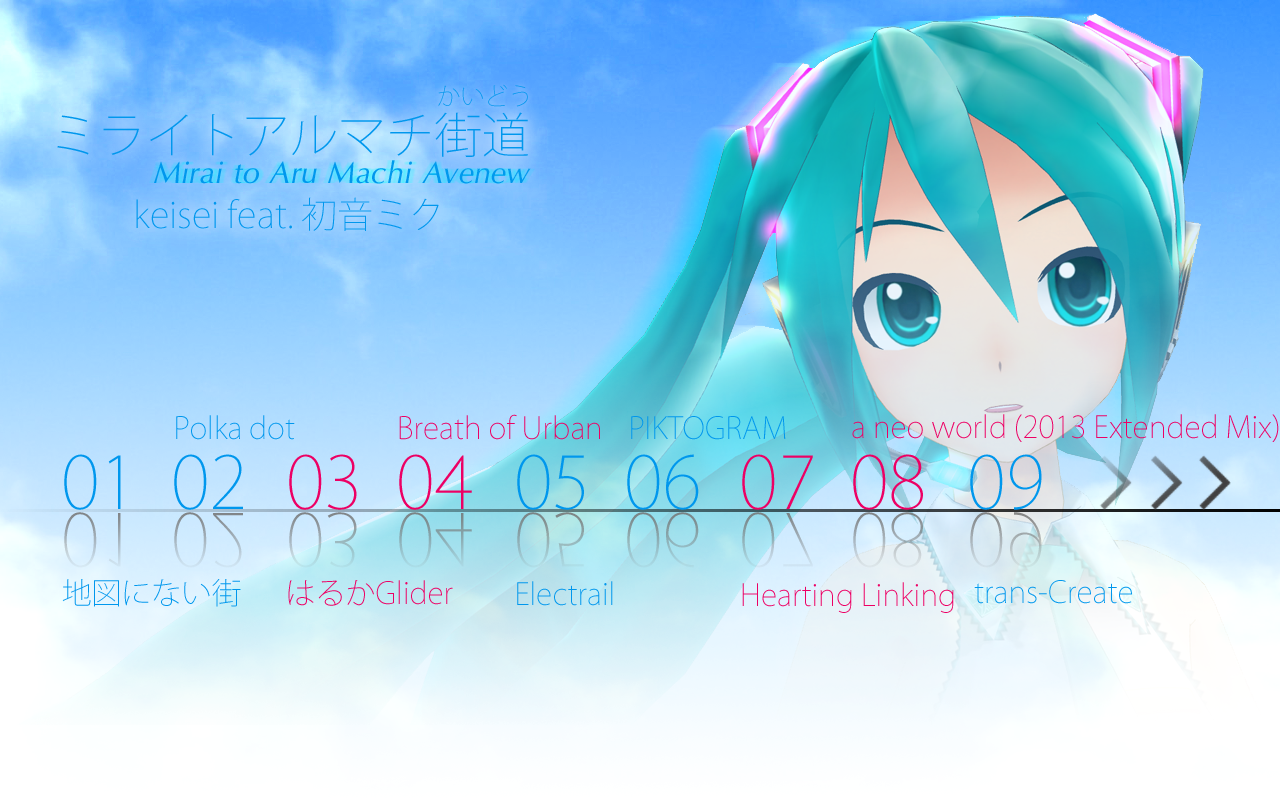 かいどう
ミライトアルマチ街道
Mirai to Aru Machi Avenew
keisei feat. 初音ミク
Polka dot Breath of Urban PIKTOGRAM a neo world (2013 Extended Mix)
01 02 03 04 05 06 07 08 09
地図にない街 はるかGlider Electrail Hearting Linking trans-Create